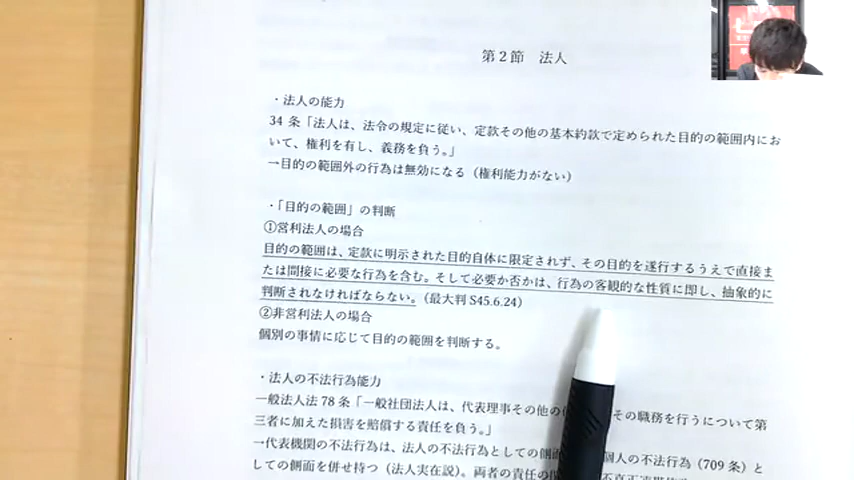 第2節 法人
・法人の能力
34条「法人は、法令の規定に従い、定款その他の基本約款で定められた目的の範囲内にお
いて、権利を有し、義務を負う。」
→目的の範囲外の行為は無効になる（権利能力がない）
・「目的の範囲」の判断
①営利法人の場合
目的の範囲は、定款に明示された目的自体に限定されず、その目的を遂行するうえで直接ま
たは間接に必要な行為を含む。そして必要か否かは、行為の客観的な性質に即し、抽象的に
判断されなければならない。（最大判 S45.6.24）
②非営利法人の場合
個別の事情に応じて目的の範囲を判断する。
・法人の不法行為能力
一般法人法78条「一般社団法人は、代表理事その他の その職務を行うについて第
三者に加えた損害を賠償する責任を負う。」
→代表機関の不法行為は、法人の不法行為としての側面 個人の不法行為（709条）と
しての側面を併せ持つ（法人実在説）。両者の責任の